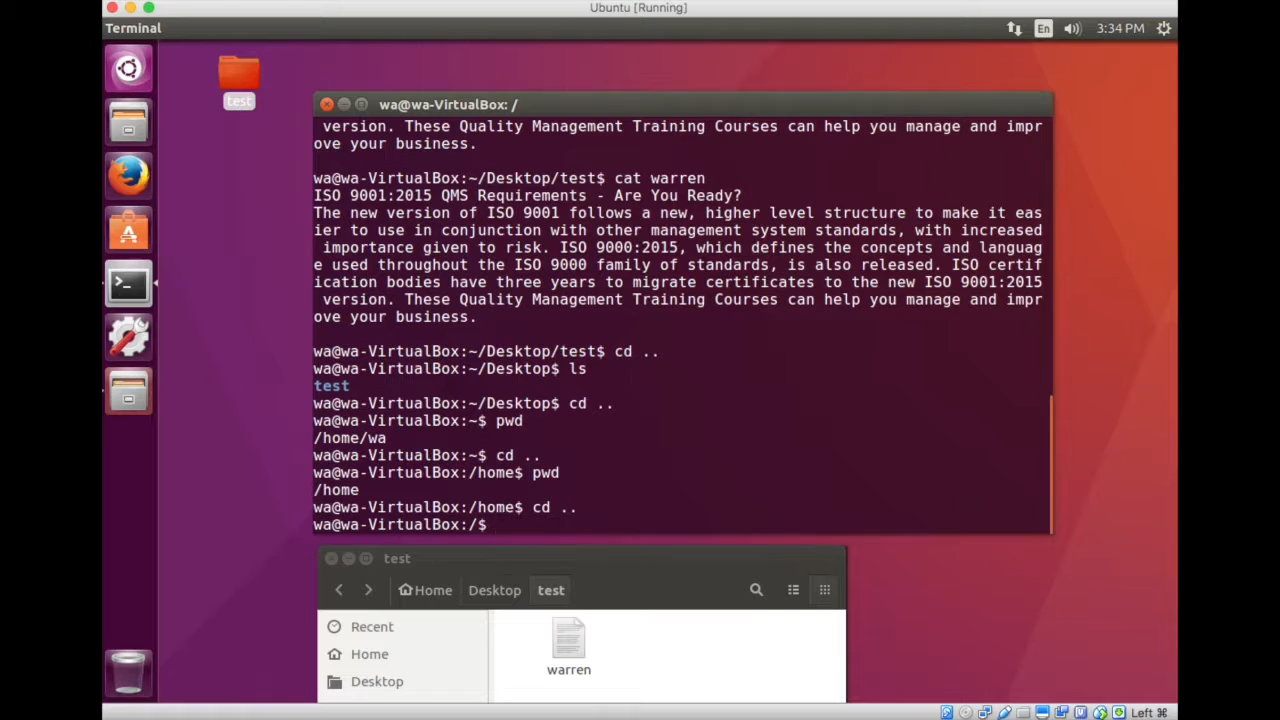 Ubuntu [Running]
Terminal
En
3:34 PM
test
wa@wa-VirtualBox: /
version. These Quality Management Training Courses can help you manage and impr
ove your business.
wa@wa-VirtualBox:~/Desktop/test$ cat warren
ISO 9001:2015 QMS Requirements - Are You Ready?
The new version of ISO 9001 follows a new, higher level structure to make it eas
ier to use in conjunction with other management system standards, with increased
importance given to risk. ISO 9000:2015, which defines the concepts and languag
e used throughout the ISO 9000 family of standards, is also released. ISO certif
ication bodies have three years to migrate certificates to the new ISO 9001:2015
version. These Quality Management Training Courses can help you manage and impr
ove your business.
wa@wa-VirtualBox:~/Desktop/test$ cd ..
wa@wa-VirtualBox:~/Desktop$ ls
test
wa@wa-VirtualBox:~/Desktop$ cd ..
wa@wa-VirtualBox:~$ pwd
/home/wa
wa@wa-VirtualBox:~$ cd ..
wa@wa-VirtualBox:/home$ pwd
/home
wa@wa-VirtualBox:/home$ cd ..
wa@wa-VirtualBox:/$
test
Home Desktop test
Recent
Home
Desktop
warren
Left ⌘